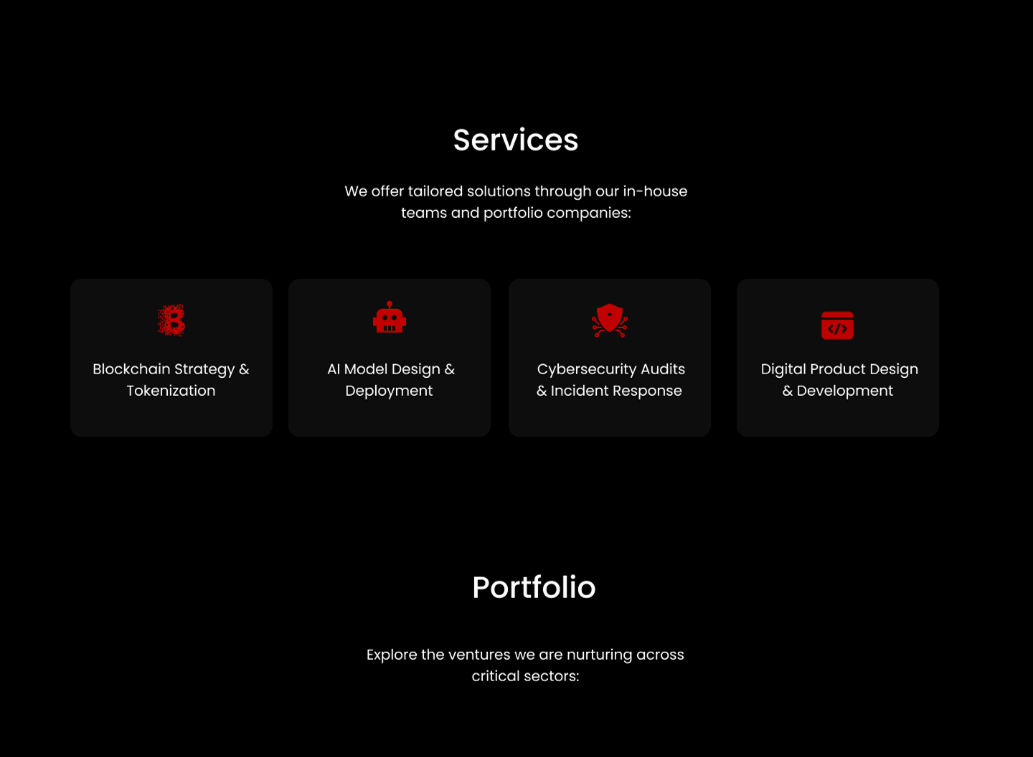 Services
We offer tailored solutions through our in-house
teams and portfolio companies:
Blockchain Strategy &
Tokenization
AI Model Design &
Deployment
Cybersecurity Audits
& Incident Response
Digital Product Design
& Development
Portfolio
Explore the ventures we are nurturing across
critical sectors: